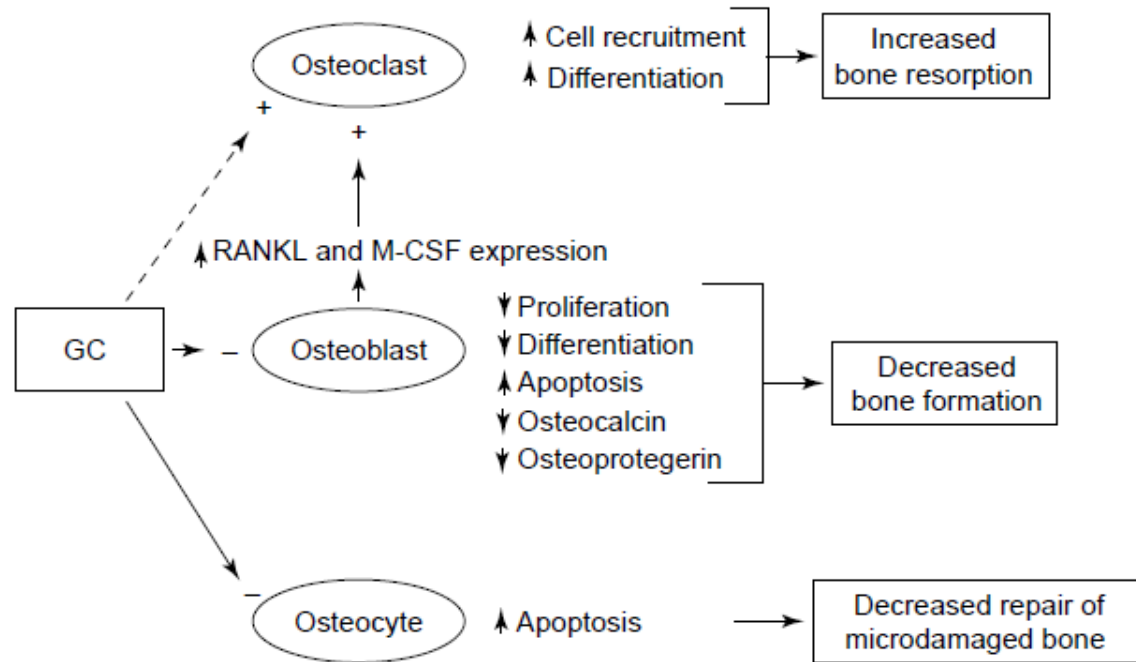 Osteoclast
Cell recruitment
Differentiation
Increased
bone resorption
+
+
RANKL and M-CSF expression
GC
–
Osteoblast
Proliferation
Differentiation
Apoptosis
Osteocalcin
Osteoprotegerin
Decreased
bone formation
–
Osteocyte
Apoptosis
Decreased repair of
microdamaged bone